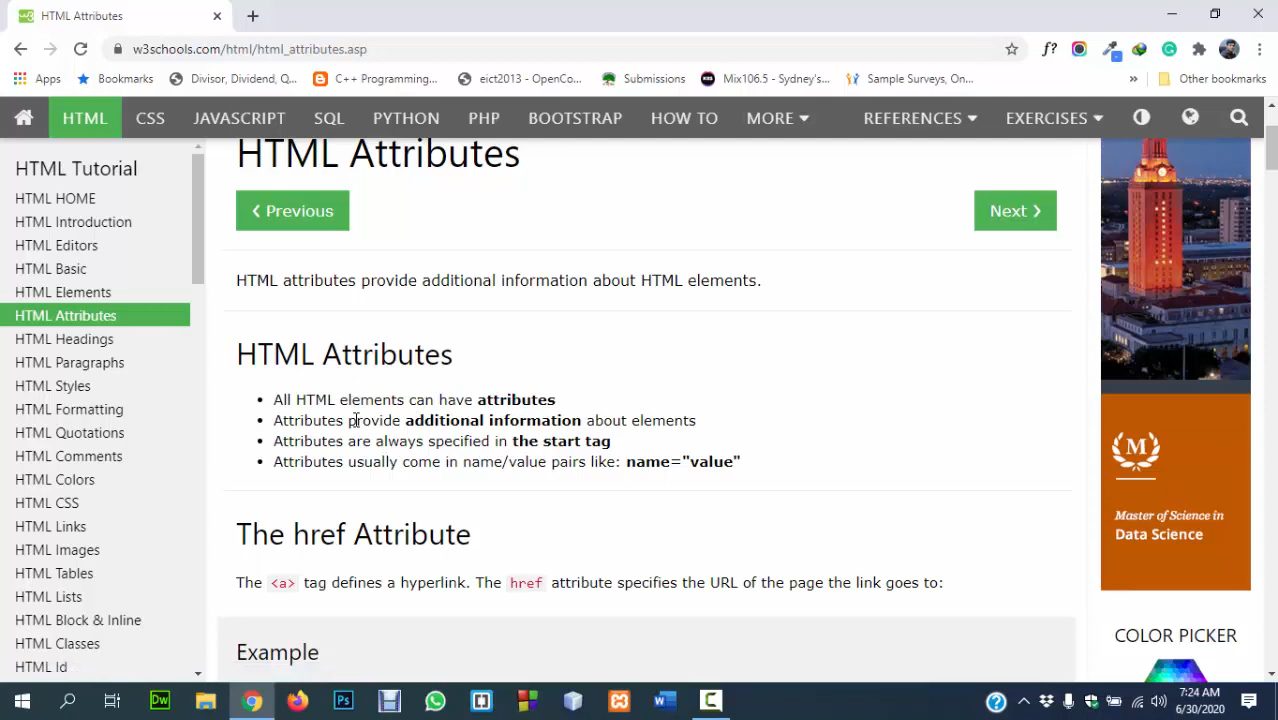 HTML Attributes
w3schools.com/html/html_attributes.asp
f?
Apps
Bookmarks
Divisor, Dividend, Q...
C++ Programming...
eict2013 - OpenCo...
Submissions
Mix106.5 - Sydney's...
Sample Surveys, On...
»
Other bookmarks
HTML CSS JAVASCRIPT SQL PYTHON PHP BOOTSTRAP HOW TO MORE REFERENCES EXERCISES
HTML Tutorial
HTML HOME
HTML Introduction
HTML Editors
HTML Basic
HTML Elements
HTML Attributes
HTML Headings
HTML Paragraphs
HTML Styles
HTML Formatting
HTML Quotations
HTML Comments
HTML Colors
HTML CSS
HTML Links
HTML Images
HTML Tables
HTML Lists
HTML Block & Inline
HTML Classes
HTML Id
HTML Attributes
❮ Previous
Next ❯
HTML attributes provide additional information about HTML elements.
HTML Attributes
• All HTML elements can have attributes
• Attributes provide additional information about elements
• Attributes are always specified in the start tag
• Attributes usually come in name/value pairs like: name="value"
The href Attribute
The <a> tag defines a hyperlink. The href attribute specifies the URL of the page the link goes to:
Example
M
Master of Science in
Data Science
COLOR PICKER
Dw
Ps
7:24 AM
6/30/2020